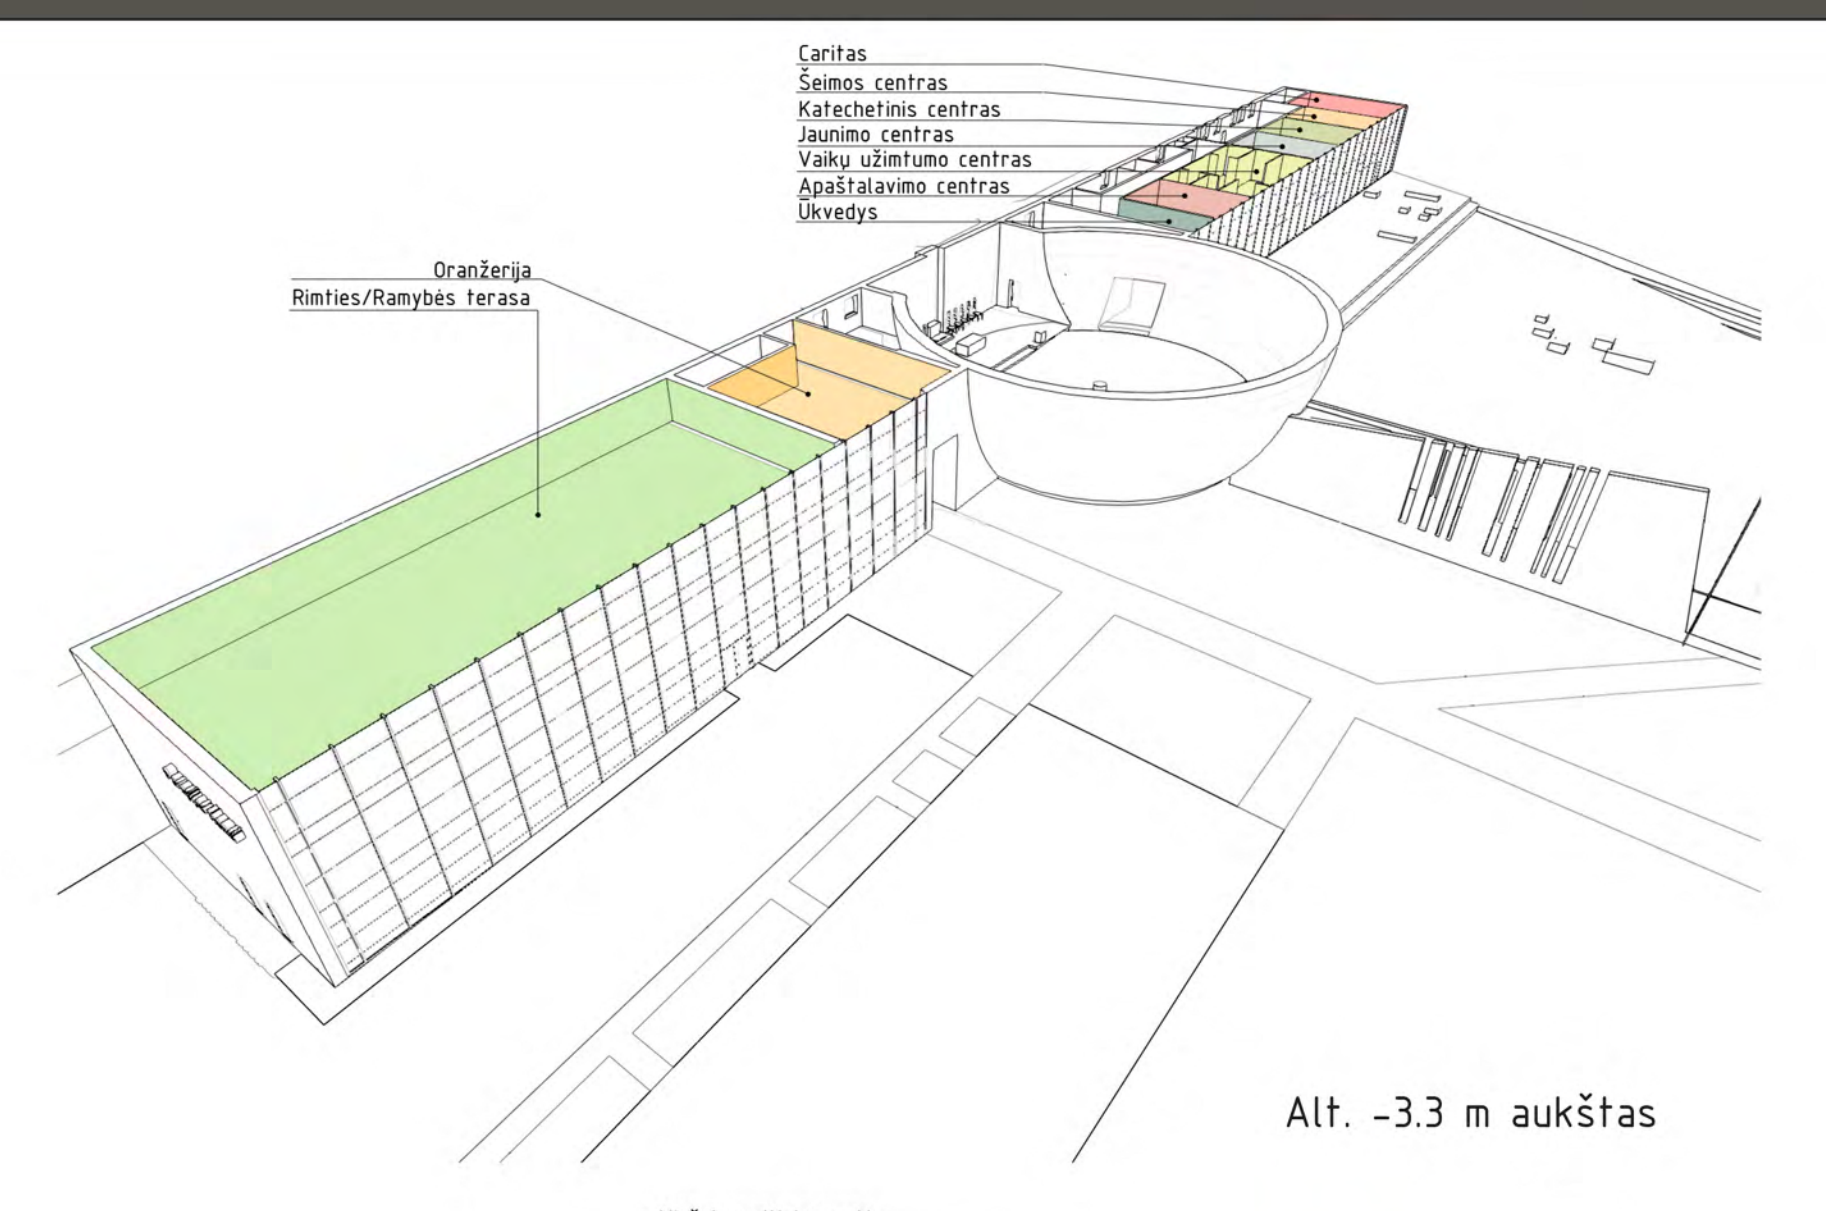 Caritas
Šeimos centras
Katechetinis centras
Jaunimo centras
Vaikų užimtumo centras
Apaštalavimo centras
Ūkvedys
Oranžerija
Rimties/Ramybės terasa
Alt. -3.3 m aukštas